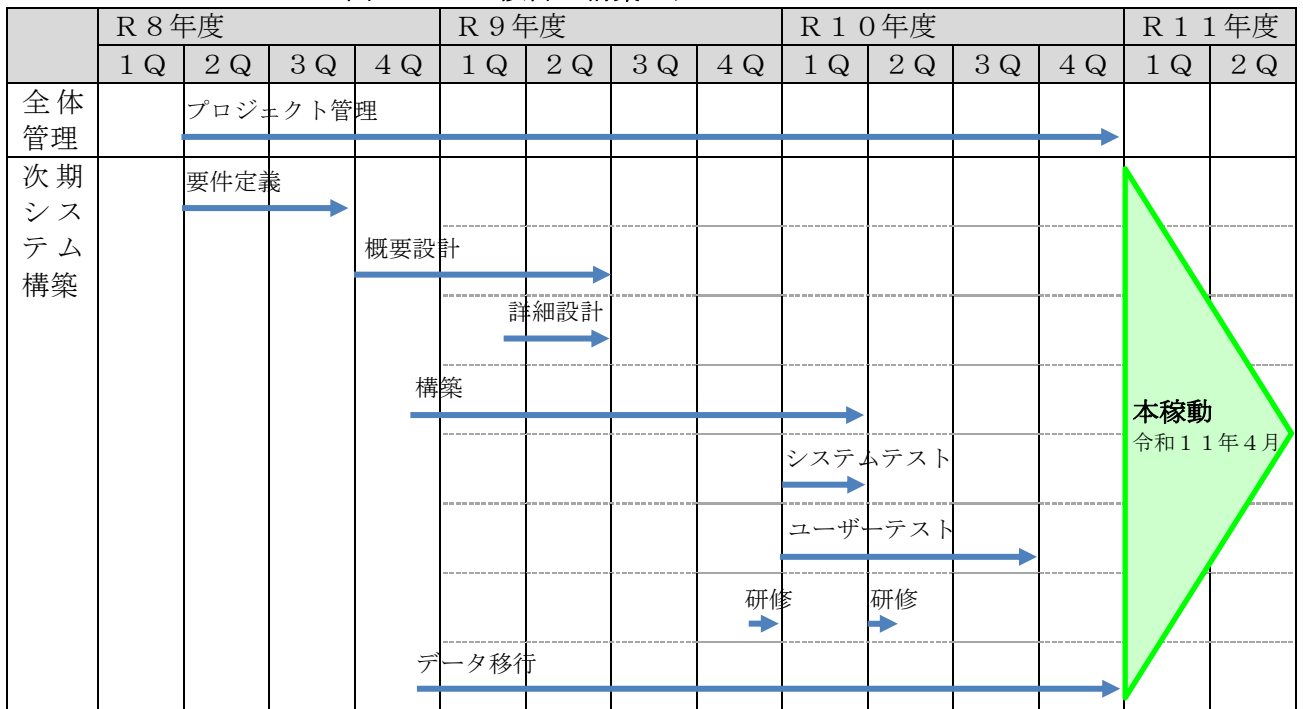 Ｒ８年度 Ｒ９年度 Ｒ１０年度 Ｒ１１年度
１Ｑ ２Ｑ ３Ｑ ４Ｑ １Ｑ ２Ｑ ３Ｑ ４Ｑ １Ｑ ２Ｑ ３Ｑ ４Ｑ １Ｑ ２Ｑ
全体
管理
プロジェクト管理
次期
システム
構築
要件定義
概要設計
詳細設計
構築
本稼動
令和１１年４月
システムテスト
ユーザーテスト
研修 研修
データ移行